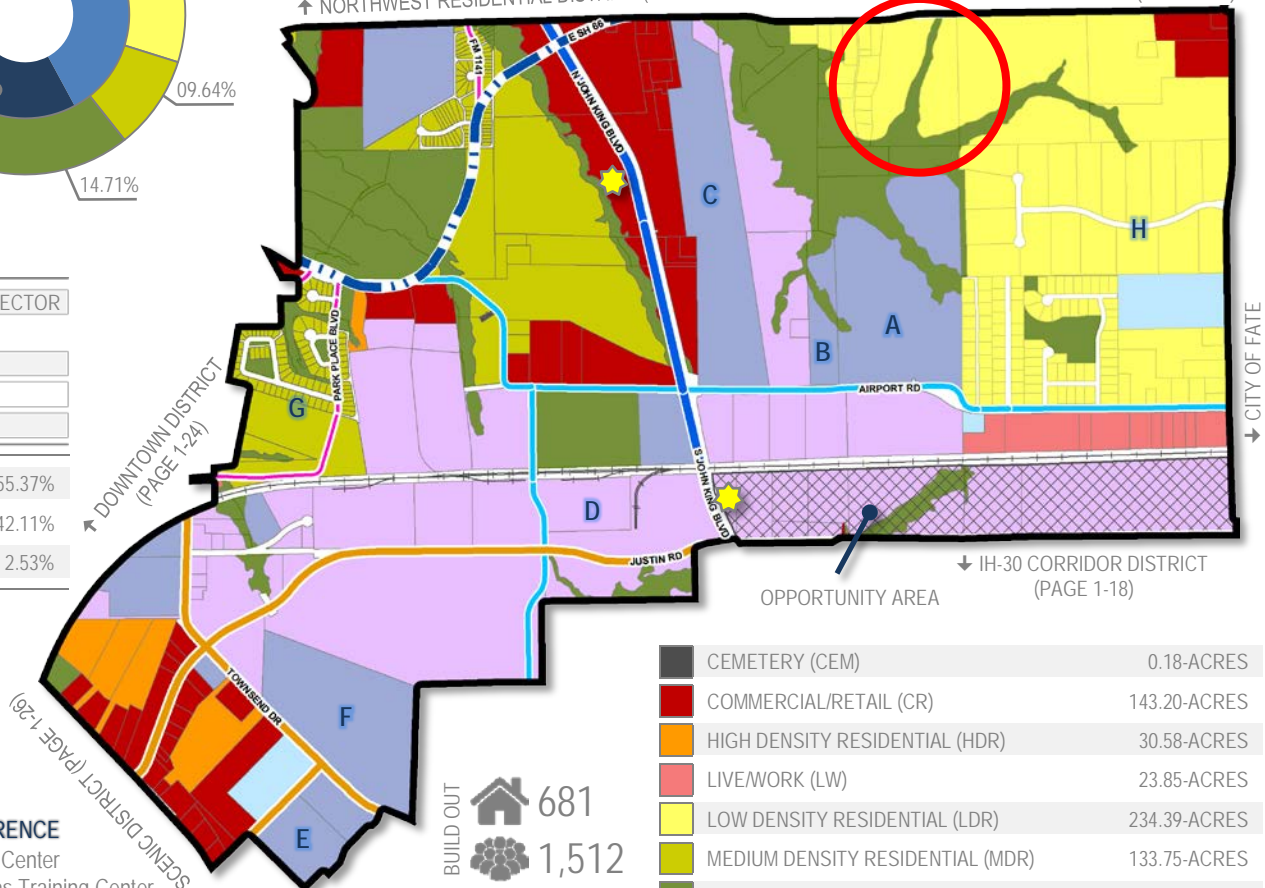 ↑ NORTHWEST RESIDENTIAL DISTRICT
09.64%
14.71%
ECTOR
55.37%
42.11%
2.53%
FM 1141
E SH 66
N JOHN KING BLVD
C
H
A
B
AIRPORT RD
PARK PLACE BLVD
G
← DOWNTOWN DISTRICT
(PAGE 1-24)
↓ CITY OF FATE
S JOHN KING BLVD
D
JUSTIN RD
OPPORTUNITY AREA
↓ IH-30 CORRIDOR DISTRICT
(PAGE 1-18)
TOWNSEND DR
F
E
SCENIC DISTRICT (PAGE 1-26)
RENCE
Center
ns Training Center
BUILD OUT
681
1,512
CEMETERY (CEM) 0.18-ACRES
COMMERCIAL/RETAIL (CR) 143.20-ACRES
HIGH DENSITY RESIDENTIAL (HDR) 30.58-ACRES
LIVE/WORK (LW) 23.85-ACRES
LOW DENSITY RESIDENTIAL (LDR) 234.39-ACRES
MEDIUM DENSITY RESIDENTIAL (MDR) 133.75-ACRES